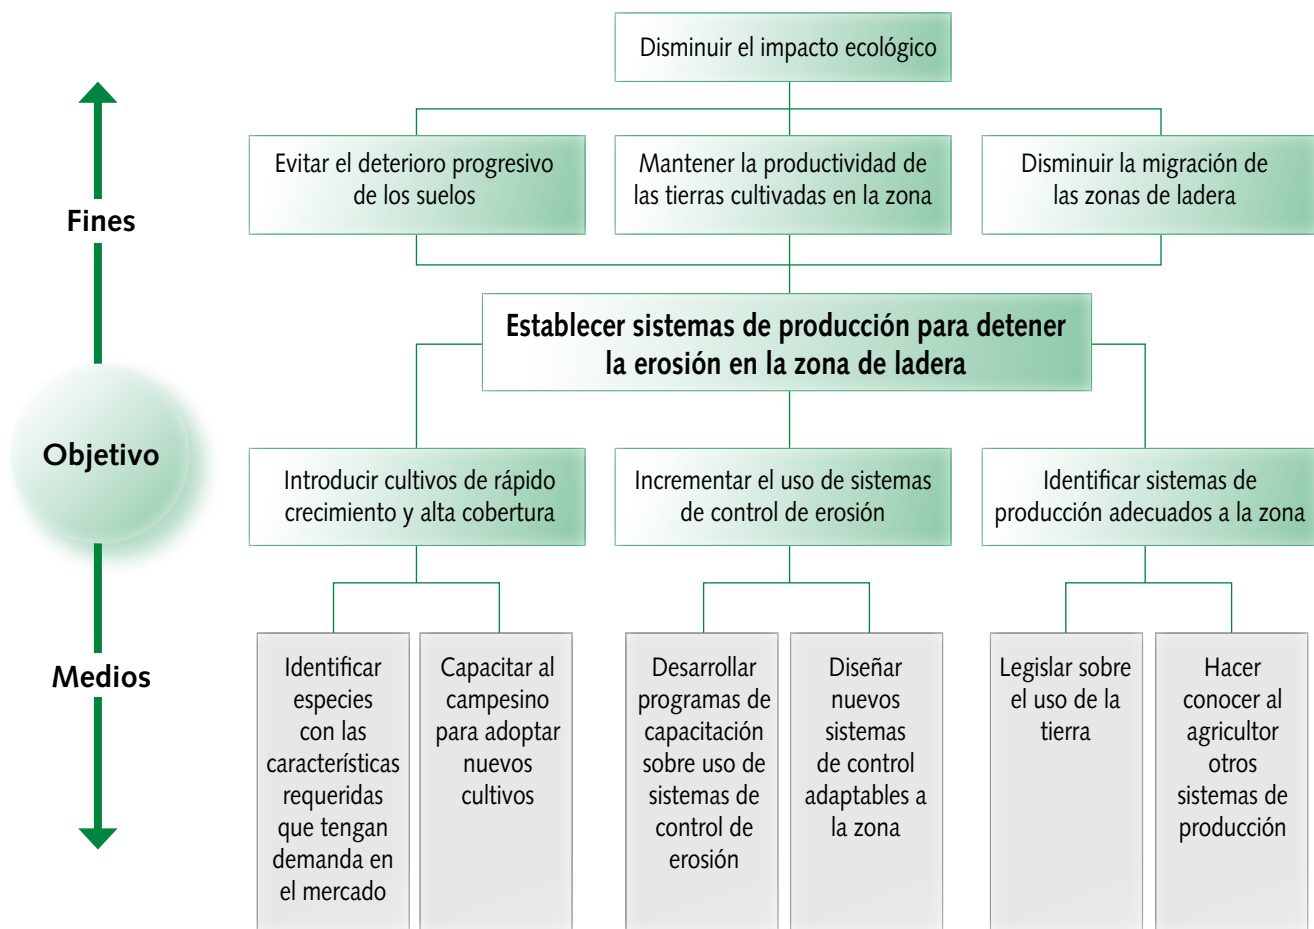 Disminuir el impacto ecológico
Evitar el deterioro progresivo
de los suelos
Mantener la productividad de
las tierras cultivadas en la zona
Disminuir la migración de
las zonas de ladera
Fines
Establecer sistemas de producción para detener
la erosión en la zona de ladera
Objetivo
Introducir cultivos de rápido
crecimiento y alta cobertura
Incrementar el uso de sistemas
de control de erosión
Identificar sistemas de
producción adecuados a la zona
Medios
Identificar
especies
con las
características
requeridas
que tengan
demanda en
el mercado
Capacitar al
campesino
para adoptar
nuevos
cultivos
Desarrollar
programas de
capacitación
sobre uso de
sistemas de
control de
erosión
Diseñar
nuevos
sistemas
de control
adaptables a
la zona
Legislar sobre
el uso de la
tierra
Hacer
conocer al
agricultor
otros
sistemas de
producción